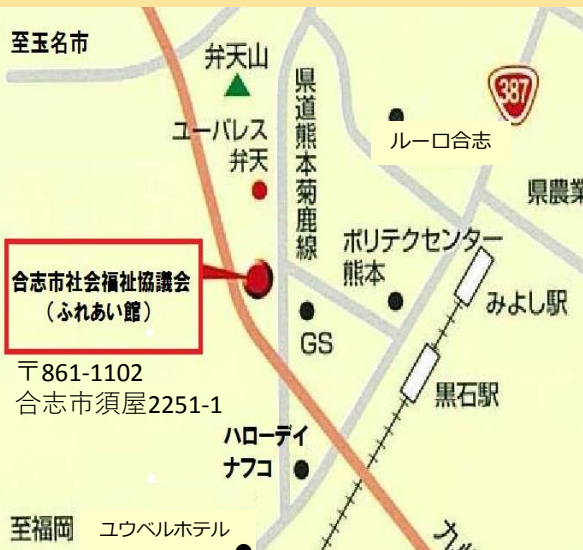 至玉名市
弁天山
387
ルーロ合志
ユーパレス
弁天
県道熊本菊鹿線
県農業
ポリテクセンター
熊本
合志市社会福祉協議会
(ふれあい館)
みよし駅
GS
〒861-1102
合志市須屋2251-1
黒石駅
ハローデイ
ナフコ
至福岡
ユウベルホテル
九州